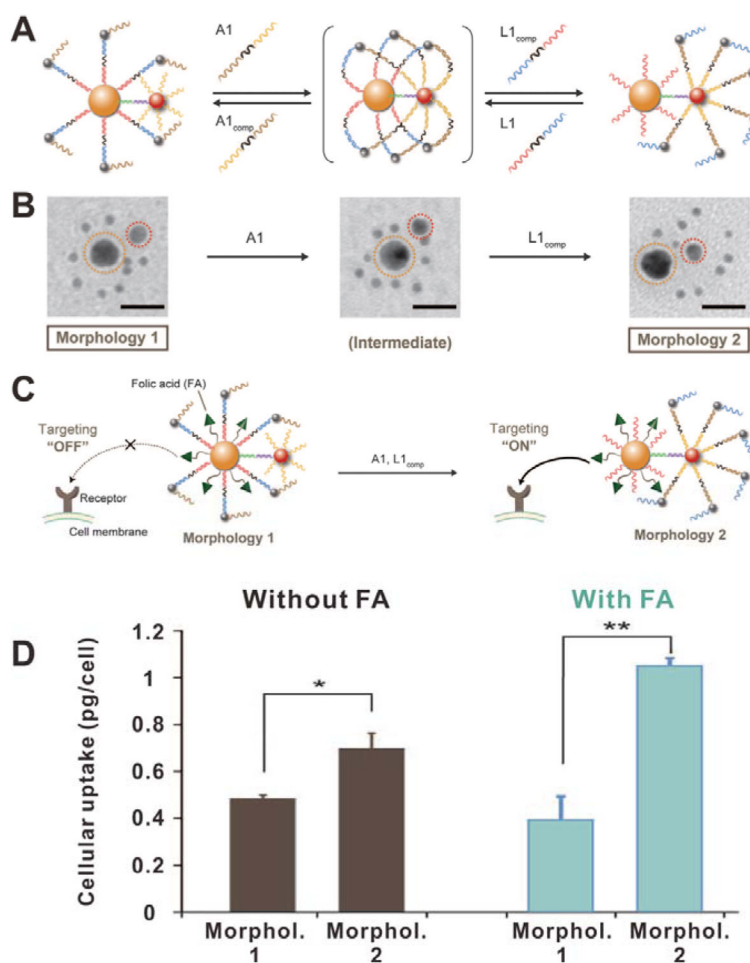 A
A1
A1comp
L1comp
L1
B
A1
L1comp
Morphology 1
(Intermediate)
Morphology 2
C
Folic acid (FA)
Targeting
“OFF”
Receptor
Cell membrane
Morphology 1
A1, L1comp
Targeting
“ON”
Morphology 2
D
Without FA
With FA
Cellular uptake (pg/cell)
1.2
1
0.8
0.6
0.4
0.2
0
*
**
Morphol.
1
Morphol.
2
Morphol.
1
Morphol.
2